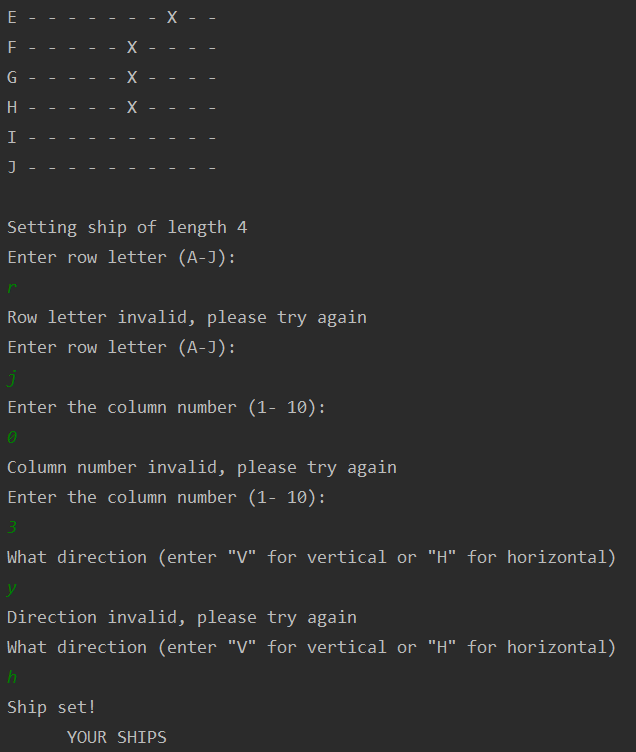 E - - - - - - - X - -
F - - - - - X - - - -
G - - - - - X - - - -
H - - - - - X - - - -
I - - - - - - - - - -
J - - - - - - - - - -
Setting ship of length 4
Enter row letter (A-J):
r
Row letter invalid, please try again
Enter row letter (A-J):
j
Enter the column number (1- 10):
0
Column number invalid, please try again
Enter the column number (1- 10):
3
What direction (enter "V" for vertical or "H" for horizontal)
y
Direction invalid, please try again
What direction (enter "V" for vertical or "H" for horizontal)
h
Ship set!
YOUR SHIPS